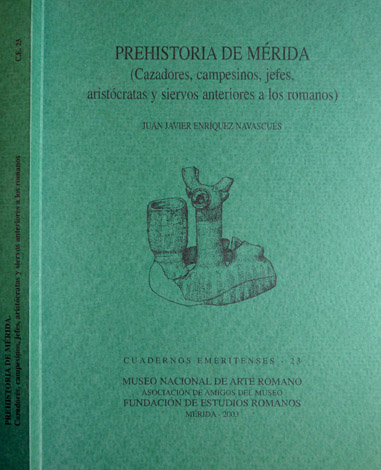 PREHISTORIA DE MÉRIDA
(Cazadores, campesinos, jefes,
aristócratas y siervos anteriores a los romanos)
JUAN JAVIER ENRÍQUEZ NAVASCUÉS
CUADERNOS EMERITENSES - 23
MUSEO NACIONAL DE ARTE ROMANO
ASOCIACIÓN DE AMIGOS DEL MUSEO
FUNDACIÓN DE ESTUDIOS ROMANOS
MÉRIDA - 2003
PREHISTORIA DE MÉRIDA.
Cazadores, campesinos, jefes, aristócratas y siervos anteriores a los romanos
C.E. 23